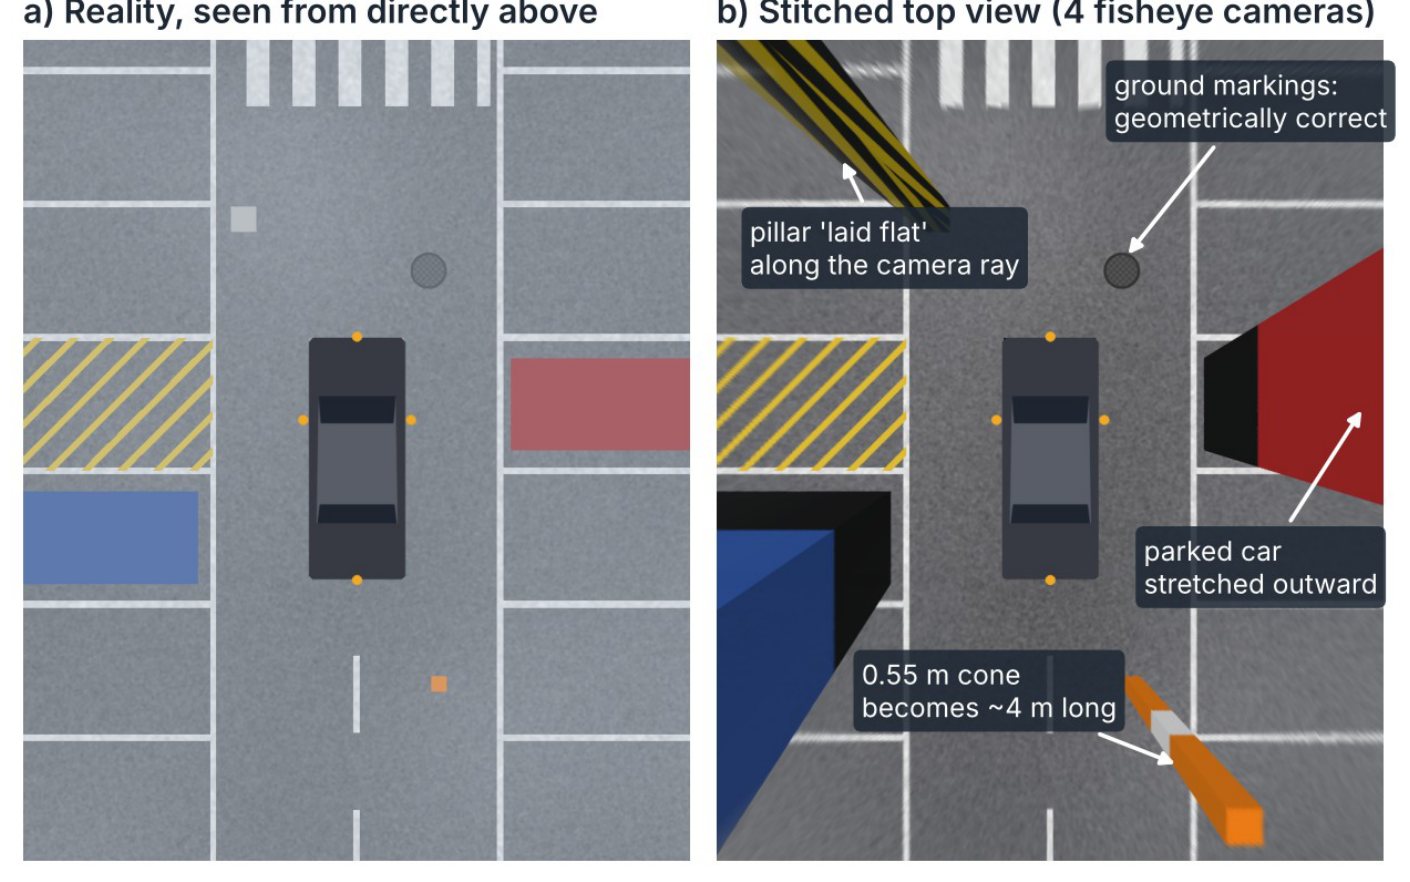 a) Reality, seen from directly above
b) Stitched top view (4 fisheye cameras)
ground markings:
geometrically correct
pillar 'laid flat'
along the camera ray
parked car
stretched outward
0.55 m cone
becomes ~4 m long